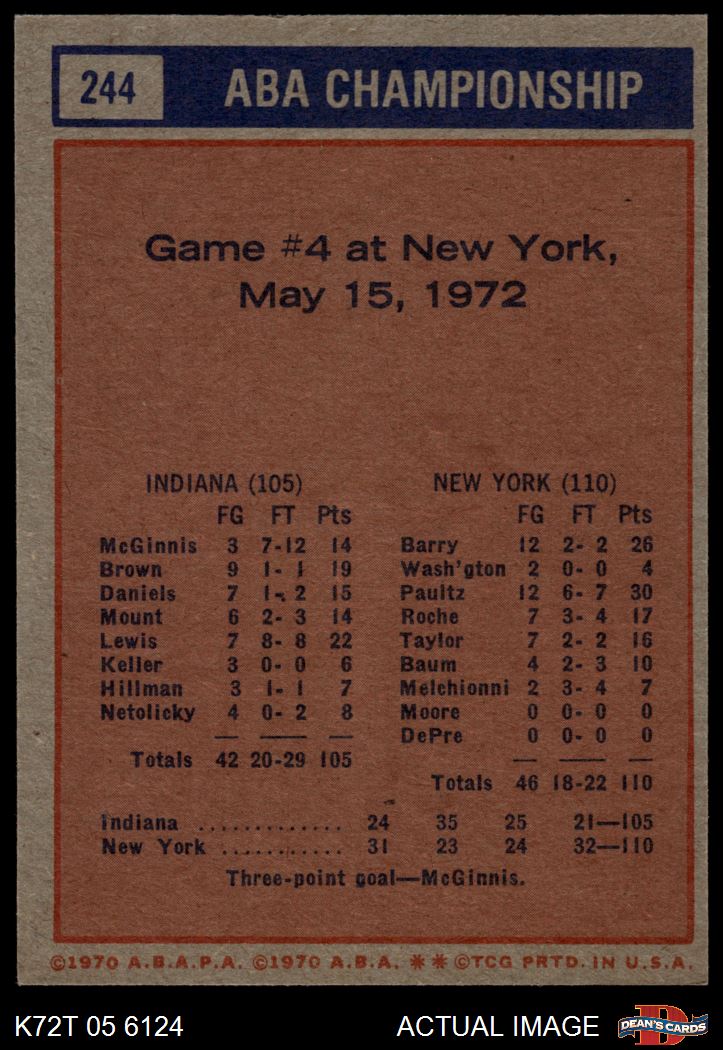 244 ABA CHAMPIONSHIP
Game #4 at New York,
May 15, 1972
INDIANA (105)
FG FT Pts
McGinnis 3 7-12 14
Brown 9 1- 1 19
Daniels 7 1- 2 15
Mount 6 2- 3 14
Lewis 7 8- 8 22
Keller 3 0- 0 6
Hillman 3 1- 1 7
Netolicky 4 0- 2 8
Totals 42 20-29 105
NEW YORK (110)
FG FT Pts
Barry 12 2- 2 26
Wash'gton 2 0- 0 4
Paultz 12 6- 7 30
Roche 7 3- 4 17
Taylor 7 2- 2 16
Baum 4 2- 3 10
Melchionni 2 3- 4 7
Moore 0 0- 0 0
DePre 0 0- 0 0
Totals 46 18-22 110
Indiana ............. 24 35 25 21—105
New York ........... 31 23 24 32—110
Three-point goal—McGinnis.
©1970 A.B.A.P.A. ©1970 A.B.A. ** ©TCG PRTD. IN U.S.A.
K72T 05 6124 ACTUAL IMAGE
D
DEAN'S CARDS